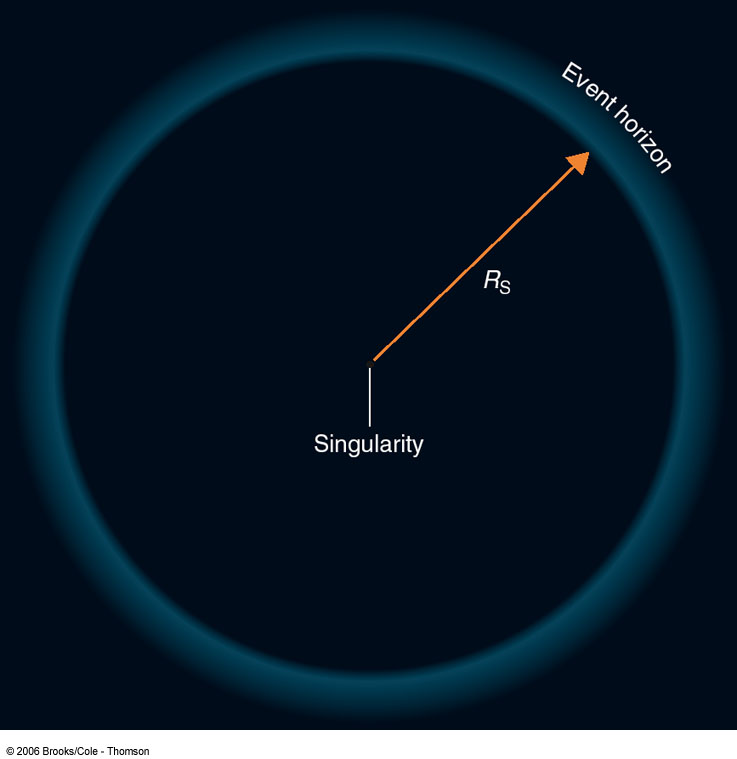 Event horizon
RS
Singularity
© 2006 Brooks/Cole - Thomson